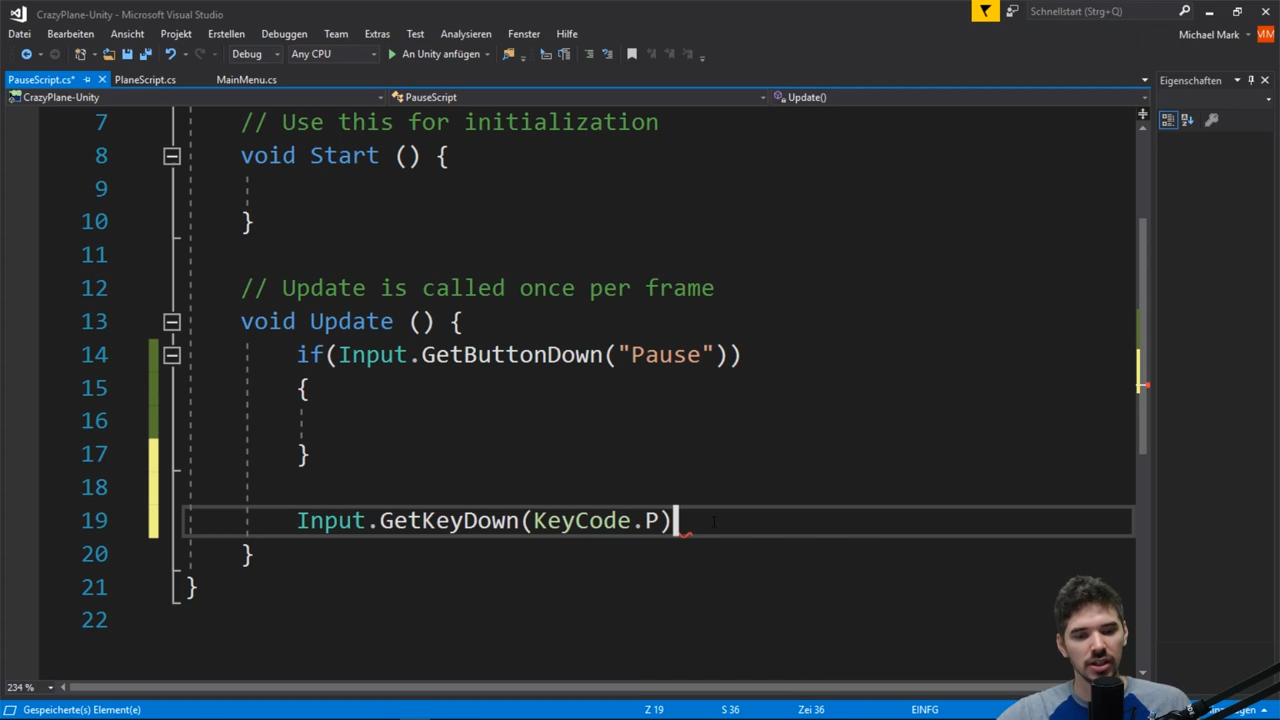 CrazyPlane-Unity - Microsoft Visual Studio
Schnellstart (Strg+Q)
Datei Bearbeiten Ansicht Projekt Erstellen Debuggen Team Extras Test Analysieren Fenster Hilfe
Michael Mark MM
Debug Any CPU An Unity anfügen
PauseScript.cs* PlaneScript.cs MainMenu.cs
Eigenschaften
CrazyPlane-Unity PauseScript Update()
7 // Use this for initialization
8 void Start () {
9
10 }
11
12 // Update is called once per frame
13 void Update () {
14 if(Input.GetButtonDown("Pause"))
15 {
16
17 }
18
19 Input.GetKeyDown(KeyCode.P)
20 }
21 }
22
234 %
Gespeicherte(s) Element(e) Z 19 S 36 Zei 36 EINFG